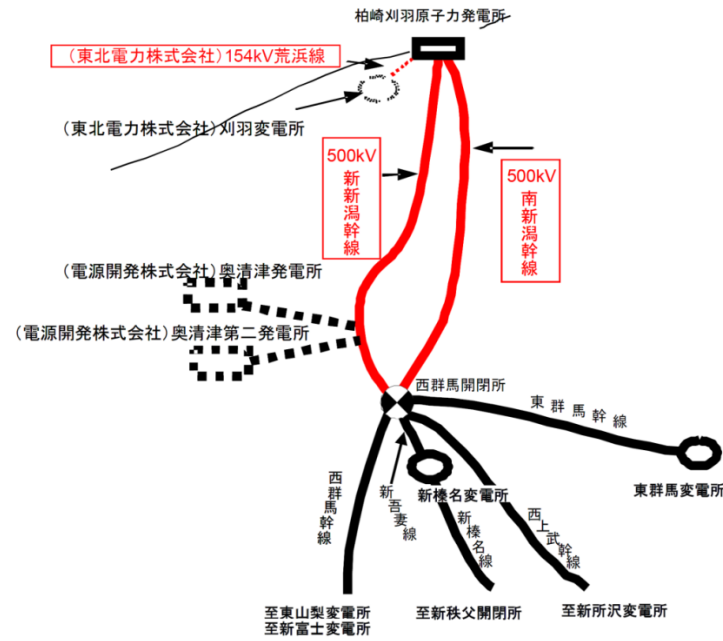 柏崎刈羽原子力発電所
(東北電力株式会社)154kV荒浜線
(東北電力株式会社)刈羽変電所
500kV
新新潟幹線
500kV
南新潟幹線
(電源開発株式会社)奥清津発電所
(電源開発株式会社)奥清津第二発電所
西群馬開閉所
東群馬幹線
東群馬変電所
西群馬幹線
新吾妻線
新榛名変電所
新榛名線
西上武幹線
至東山梨変電所
至新富士変電所
至新秩父開閉所
至新所沢変電所